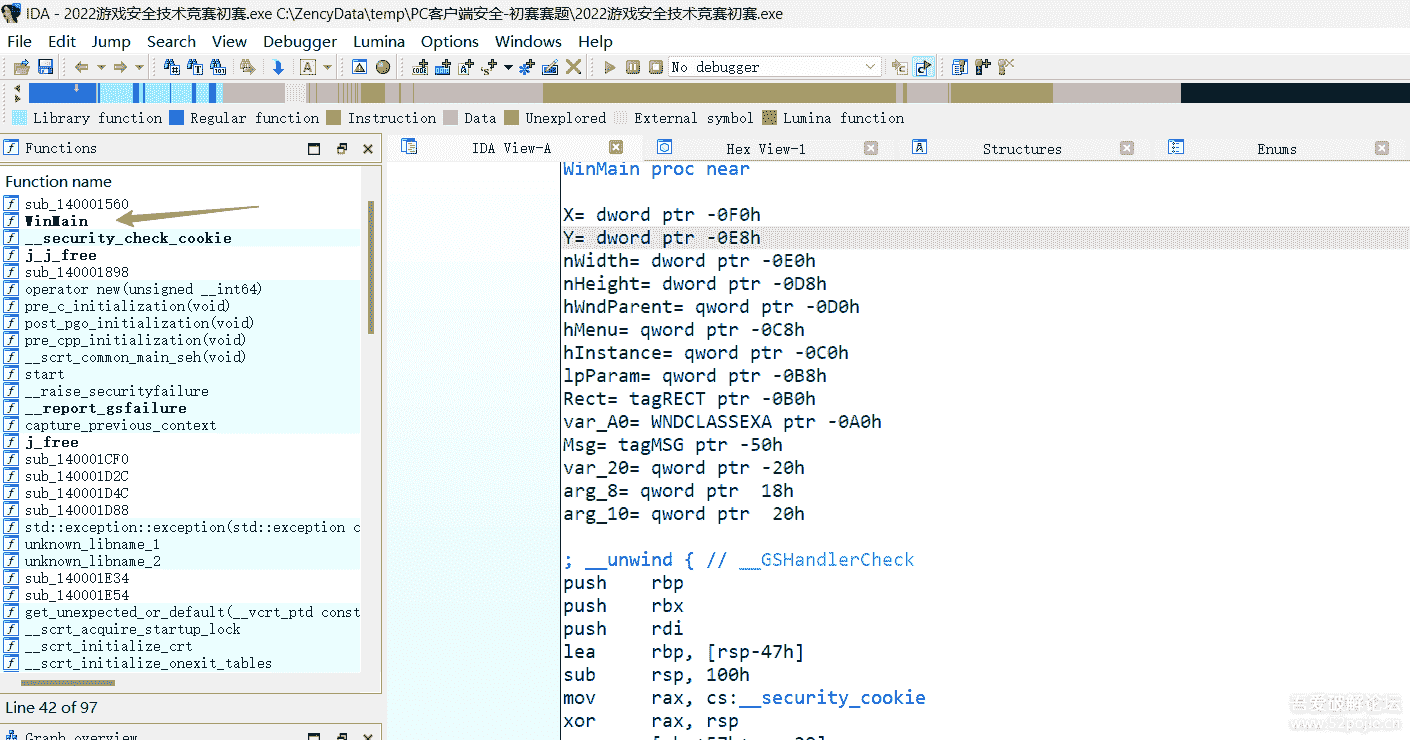 IDA - 2022游戏安全技术竞赛初赛.exe C:\ZencyData\temp\PC客户端安全-初赛赛题\2022游戏安全技术竞赛初赛.exe
File Edit Jump Search View Debugger Lumina Options Windows Help
No debugger
Library function Regular function Instruction Data Unexplored External symbol Lumina function
Functions
Function name
sub_140001560
WinMain
__security_check_cookie
j_j_free
sub_140001898
operator new(unsigned __int64)
pre_c_initialization(void)
post_pgo_initialization(void)
pre_cpp_initialization(void)
__scrt_common_main_seh(void)
start
__raise_securityfailure
__report_gsfailure
capture_previous_context
j_free
sub_140001CF0
sub_140001D2C
sub_140001D4C
sub_140001D88
std::exception::exception(std::exception c
unknown_libname_1
unknown_libname_2
sub_140001E34
sub_140001E54
get_unexpected_or_default(__vcrt_ptd const
__scrt_acquire_startup_lock
__scrt_initialize_crt
__scrt_initialize_onexit_tables
Line 42 of 97
Graph overview
IDA View-A Hex View-1 Structures Enums
WinMain proc near
X= dword ptr -0F0h
Y= dword ptr -0E8h
nWidth= dword ptr -0E0h
nHeight= dword ptr -0D8h
hWndParent= qword ptr -0D0h
hMenu= qword ptr -0C8h
hInstance= qword ptr -0C0h
lpParam= qword ptr -0B8h
Rect= tagRECT ptr -0B0h
var_A0= WNDCLASSEXA ptr -0A0h
Msg= tagMSG ptr -50h
var_20= qword ptr -20h
arg_8= qword ptr  18h
arg_10= qword ptr  20h
; __unwind { // __GSHandlerCheck
push rbp
push rbx
push rdi
lea rbp, [rsp-47h]
sub rsp, 100h
mov rax, cs:__security_cookie
xor rax, rsp
吾爱破解论坛
www.52pojie.cn